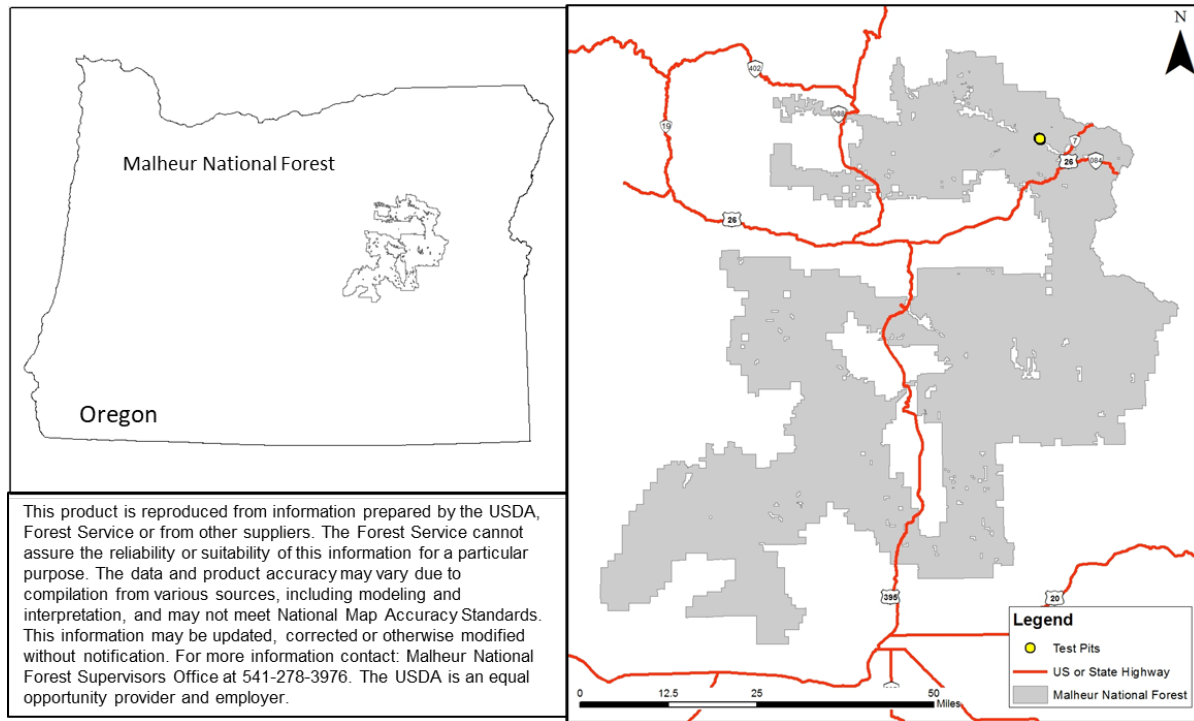 Malheur National Forest
Oregon
This product is reproduced from information prepared by the USDA,
Forest Service or from other suppliers. The Forest Service cannot
assure the reliability or suitability of this information for a particular
purpose. The data and product accuracy may vary due to
compilation from various sources, including modeling and
interpretation, and may not meet National Map Accuracy Standards.
This information may be updated, corrected or otherwise modified
without notification. For more information contact: Malheur National
Forest Supervisors Office at 541-278-3976. The USDA is an equal
opportunity provider and employer.
N
402
19
7
26
084
26
395
20
Legend
Test Pits
US or State Highway
Malheur National Forest
0 12.5 25 50
Miles